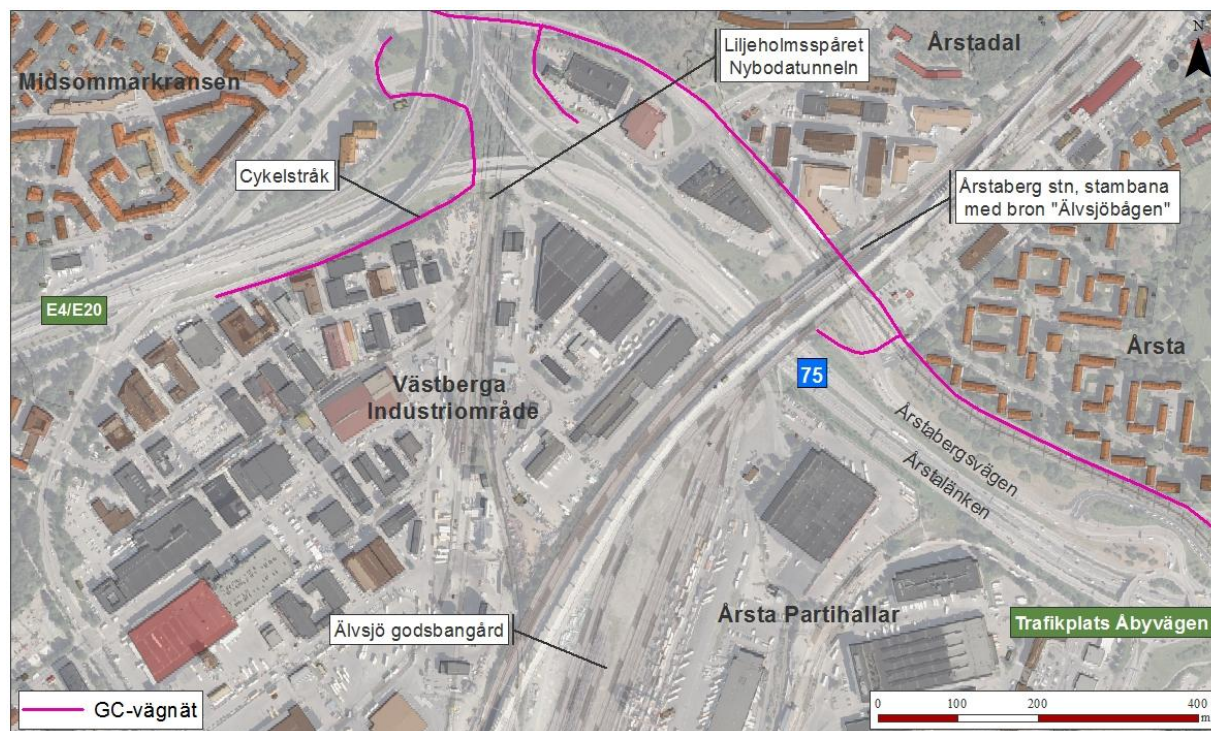 Liljeholmsspåret
Nybodatunneln
Årstadal
N
Midsommarkransen
Cykelstråk
Årstaberg stn, stambana
med bron "Älvsjöbågen"
E4/E20
Årsta
75
Västberga
Industriområde
Årstabergsvägen
Årstalänken
Årsta Partihallar
Trafikplats Åbyvägen
Älvsjö godsbangård
GC-vägnät
0 100 200 400
m